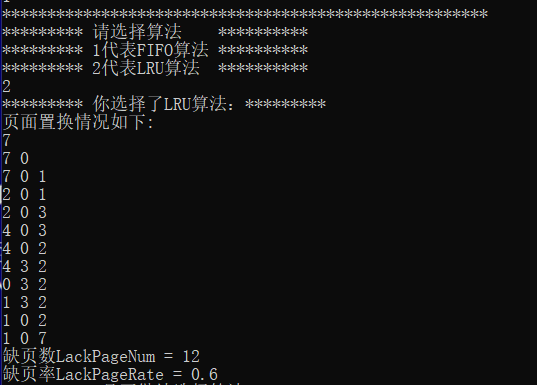 ******************************************************
********* 请选择算法    **********
********* 1代表FIFO算法 **********
********* 2代表LRU算法  **********
2
********* 你选择了LRU算法: *********
页面置换情况如下:
7
7 0
7 0 1
2 0 1
2 0 3
4 0 3
4 0 2
4 3 2
0 3 2
1 3 2
1 0 2
1 0 7
缺页数LackPageNum = 12
缺页率LackPageRate = 0.6